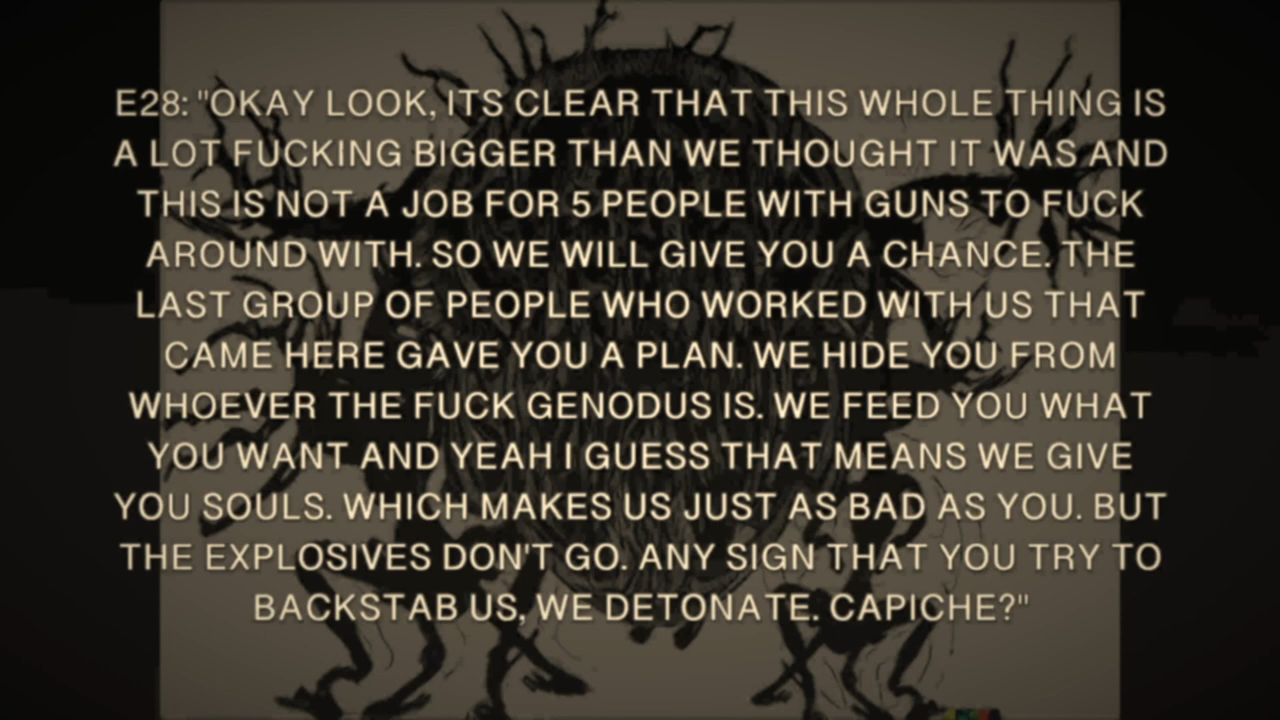 E28: "OKAY LOOK, ITS CLEAR THAT THIS WHOLE THING IS
A LOT FUCKING BIGGER THAN WE THOUGHT IT WAS AND
THIS IS NOT A JOB FOR 5 PEOPLE WITH GUNS TO FUCK
AROUND WITH. SO WE WILL GIVE YOU A CHANCE. THE
LAST GROUP OF PEOPLE WHO WORKED WITH US THAT
CAME HERE GAVE YOU A PLAN. WE HIDE YOU FROM
WHOEVER THE FUCK GENODUS IS. WE FEED YOU WHAT
YOU WANT AND YEAH I GUESS THAT MEANS WE GIVE
YOU SOULS. WHICH MAKES US JUST AS BAD AS YOU. BUT
THE EXPLOSIVES DON'T GO. ANY SIGN THAT YOU TRY TO
BACKSTAB US, WE DETONATE. CAPICHE?"